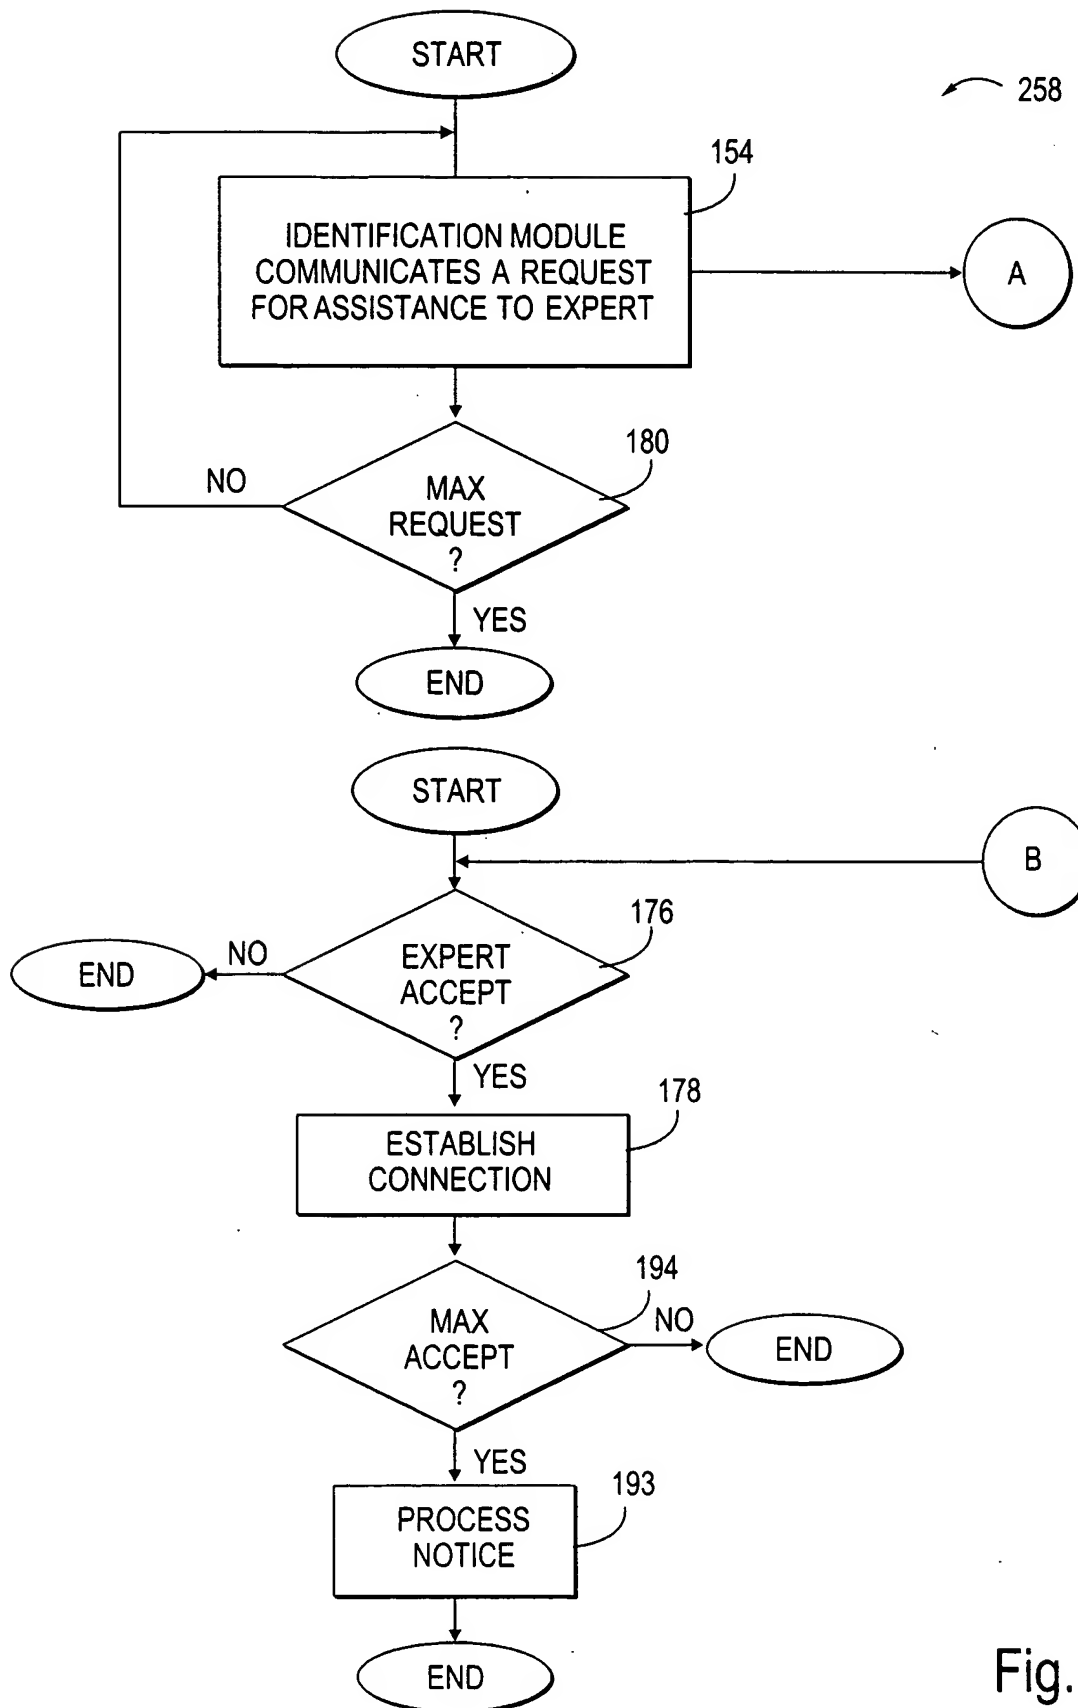 START
258
154
IDENTIFICATION MODULE
COMMUNICATES A REQUEST
FOR ASSISTANCE TO EXPERT
A
180
NO
MAX
REQUEST
?
YES
END
START
B
176
NO
END
EXPERT
ACCEPT
?
YES
178
ESTABLISH
CONNECTION
194
MAX
ACCEPT
?
NO
END
YES
193
PROCESS
NOTICE
END
Fig.